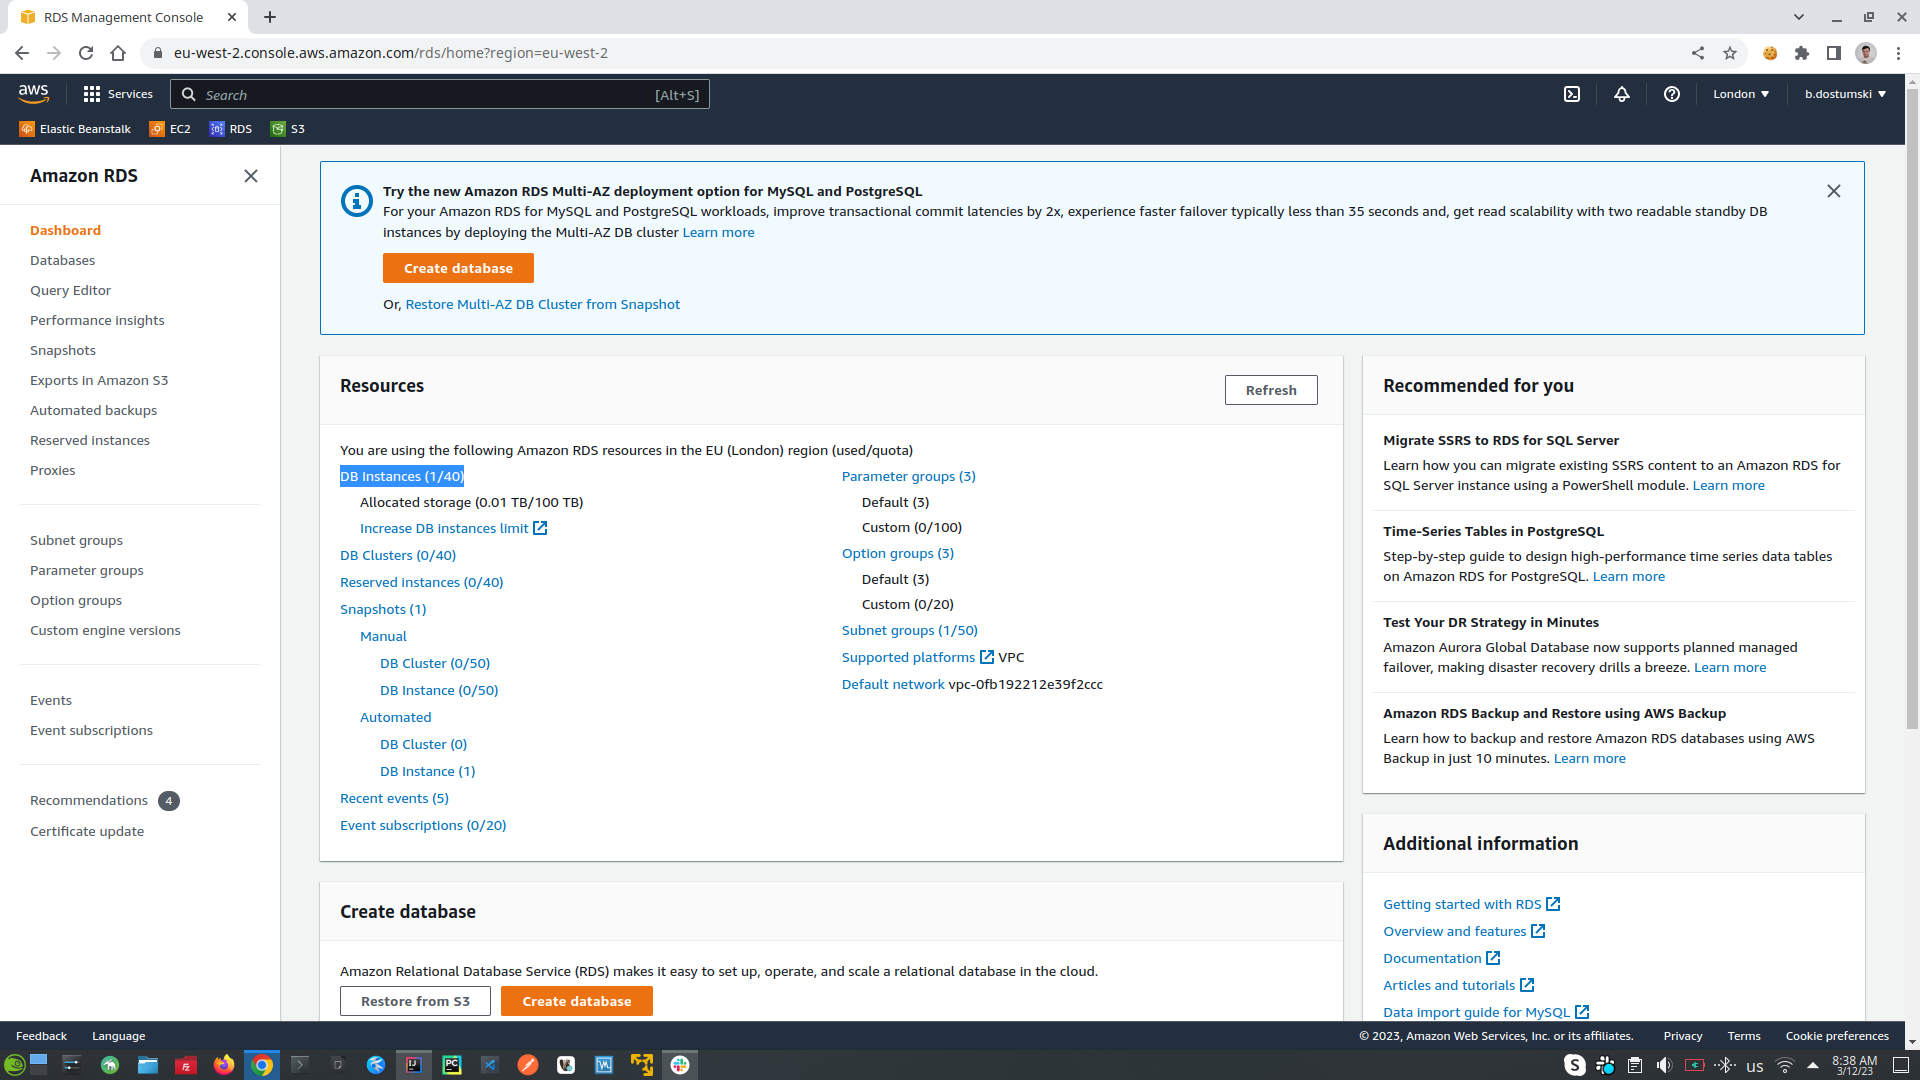 RDS Management Console
eu-west-2.console.aws.amazon.com/rds/home?region=eu-west-2
aws
Services
Search
[Alt+S]
London
b.dostumski
Elastic Beanstalk
EC2
RDS
S3
Amazon RDS
Dashboard
Databases
Query Editor
Performance insights
Snapshots
Exports in Amazon S3
Automated backups
Reserved instances
Proxies
Subnet groups
Parameter groups
Option groups
Custom engine versions
Events
Event subscriptions
Recommendations 4
Certificate update
Try the new Amazon RDS Multi-AZ deployment option for MySQL and PostgreSQL
For your Amazon RDS for MySQL and PostgreSQL workloads, improve transactional commit latencies by 2x, experience faster failover typically less than 35 seconds and, get read scalability with two readable standby DB
instances by deploying the Multi-AZ DB cluster Learn more
Create database
Or, Restore Multi-AZ DB Cluster from Snapshot
Resources
Refresh
You are using the following Amazon RDS resources in the EU (London) region (used/quota)
DB Instances (1/40)
Allocated storage (0.01 TB/100 TB)
Increase DB instances limit
DB Clusters (0/40)
Reserved instances (0/40)
Snapshots (1)
Manual
DB Cluster (0/50)
DB Instance (0/50)
Automated
DB Cluster (0)
DB Instance (1)
Recent events (5)
Event subscriptions (0/20)
Parameter groups (3)
Default (3)
Custom (0/100)
Option groups (3)
Default (3)
Custom (0/20)
Subnet groups (1/50)
Supported platforms VPC
Default network vpc-0fb192212e39f2ccc
Create database
Amazon Relational Database Service (RDS) makes it easy to set up, operate, and scale a relational database in the cloud.
Restore from S3
Create database
Recommended for you
Migrate SSRS to RDS for SQL Server
Learn how you can migrate existing SSRS content to an Amazon RDS for
SQL Server instance using a PowerShell module. Learn more
Time-Series Tables in PostgreSQL
Step-by-step guide to design high-performance time series data tables
on Amazon RDS for PostgreSQL. Learn more
Test Your DR Strategy in Minutes
Amazon Aurora Global Database now supports planned managed
failover, making disaster recovery drills a breeze. Learn more
Amazon RDS Backup and Restore using AWS Backup
Learn how to backup and restore Amazon RDS databases using AWS
Backup in just 10 minutes. Learn more
Additional information
Getting started with RDS
Overview and features
Documentation
Articles and tutorials
Data import guide for MySQL
Feedback
Language
© 2023, Amazon Web Services, Inc. or its affiliates.
Privacy
Terms
Cookie preferences
us
8:38 AM
3/12/23